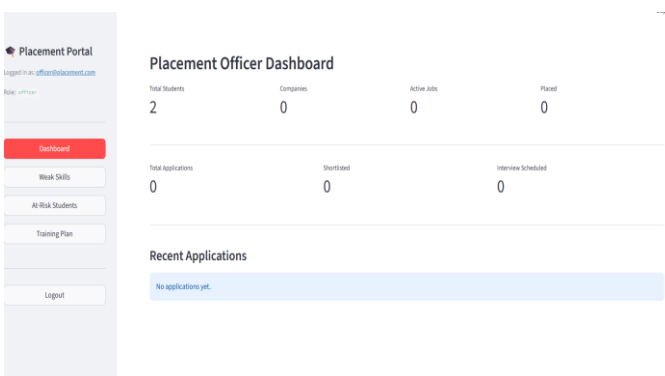 Placement Portal
Logged in as: officer@placement.com
Role: officer
Dashboard
Weak Skills
At-Risk Students
Training Plan
Logout
Placement Officer Dashboard
Total Students
2
Companies
0
Active Jobs
0
Placed
0
Total Applications
0
Shortlisted
0
Interview Scheduled
0
Recent Applications
No applications yet.